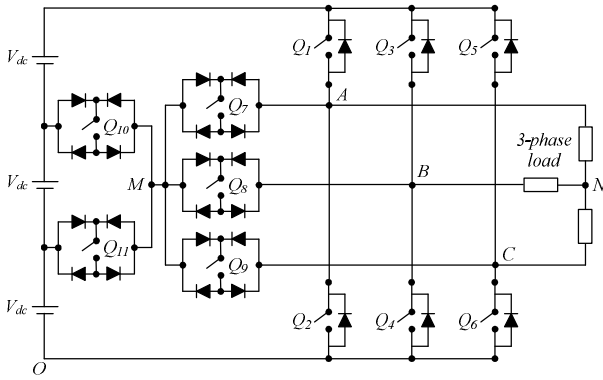 Q1 Q3 Q5
Vdc
A
Q10 Q7
3-phase
load
Vdc M Q8 B N
Q11 Q9 C
Vdc Q2 Q4 Q6
O